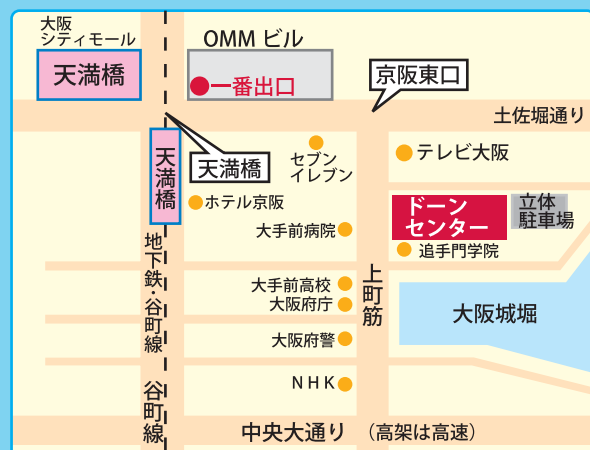 大阪
シティモール
天満橋
OMM ビル
一番出口
京阪東口
土佐堀通り
天満橋
天満橋
セブン
イレブン
テレビ大阪
ホテル京阪
ドーン
センター
立体
駐車場
大手前病院
追手門学院
地下鉄・谷町線
大手前高校
大阪府庁
上町筋
大阪城堀
大阪府警
NHK
谷町線
中央大通り （高架は高速）